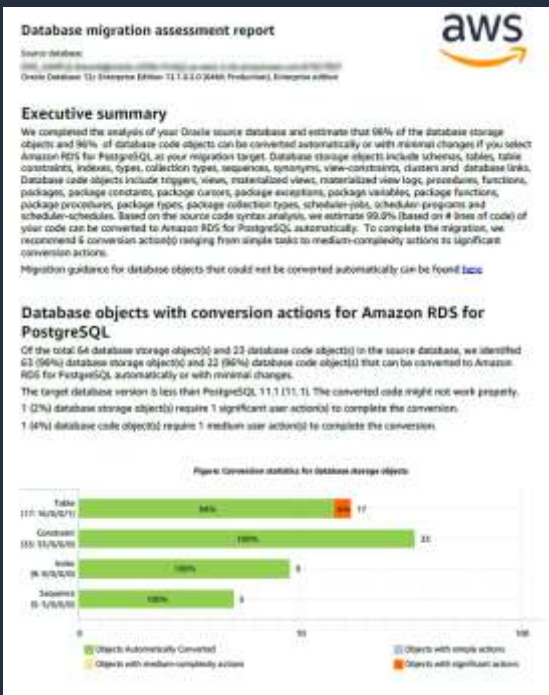 Database migration assessment report
aws
Source database:
Oracle Database 12c Enterprise Edition 12.1.0.2.0 (64bit Production), Enterprise edition
Executive summary
We completed the analysis of your Oracle source database and estimate that 98% of the database storage
objects and 96% of database code objects can be converted automatically or with minimal changes if you select
Amazon RDS for PostgreSQL as your migration target. Database storage objects include schemas, tables, table
constraints, indexes, types, collection types, sequences, synonyms, view-constraints, clusters and database links.
Database code objects include triggers, views, materialized views, materialized view logs, procedures, functions,
packages, package constants, package cursors, package exceptions, package variables, package functions,
package procedures, package types, package collection types, scheduler-jobs, scheduler-programs and
scheduler-schedules. Based on the source code syntax analysis, we estimate 99.9% (based on # lines of code) of
your code can be converted to Amazon RDS for PostgreSQL automatically. To complete the migration, we
recommend 6 conversion action(s) ranging from simple tasks to medium-complexity actions to significant
conversion actions.
Migration guidance for database objects that could not be converted automatically can be found here
Database objects with conversion actions for Amazon RDS for
PostgreSQL
Of the total 64 database storage object(s) and 23 database code object(s) in the source database, we identified
63 (98%) database storage object(s) and 22 (96%) database code object(s) that can be converted to Amazon
RDS for PostgreSQL automatically or with minimal changes.
The target database version is less than PostgreSQL 11.1 (11.1). The converted code might not work properly.
1 (2%) database storage object(s) require 1 significant user action(s) to complete the conversion.
1 (4%) database code object(s) require 1 medium user action(s) to complete the conversion.
Figure: Conversion statistics for database storage objects
Table
(17: 16/0/0/1)
94%
17
Constraint
(33: 33/0/0/0)
100%
33
Index
100%
Sequence
100%
100
Objects Automatically Converted
Objects with simple actions
Objects with medium-complexity actions
Objects with significant actions